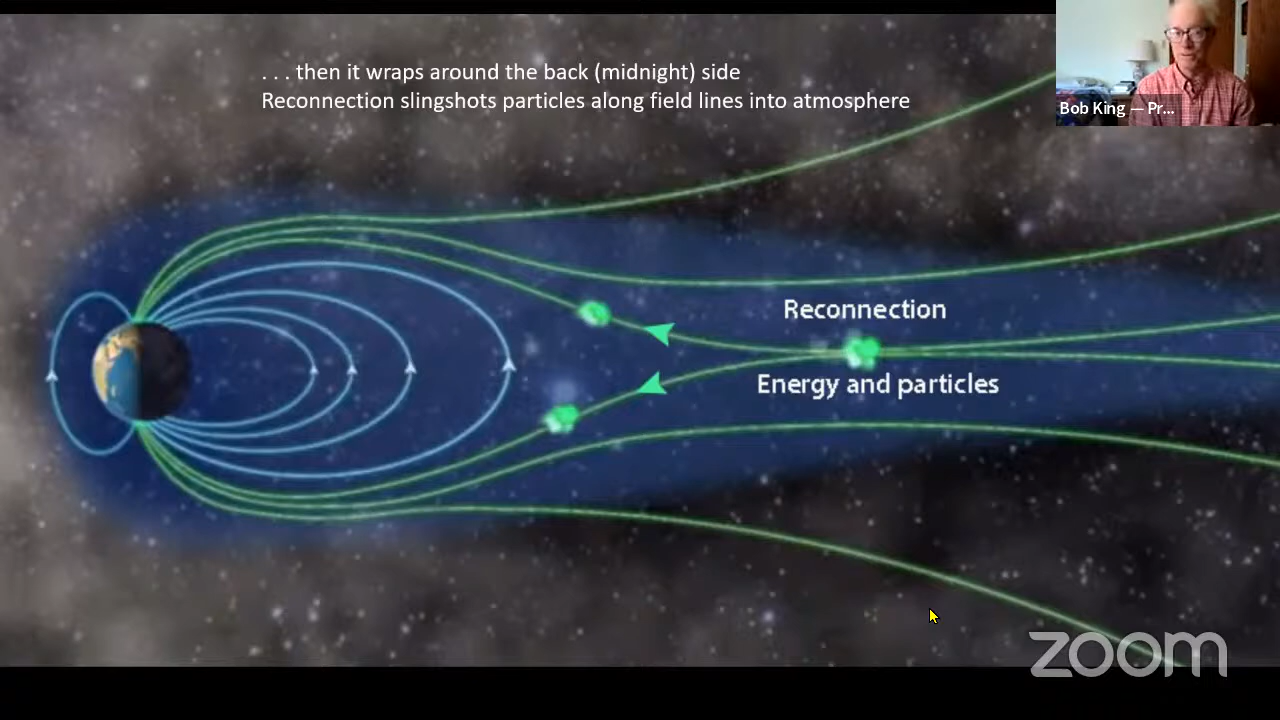 . . . then it wraps around the back (midnight) side
Reconnection slingshots particles along field lines into atmosphere
Bob King — Pr...
Reconnection
Energy and particles
zoom